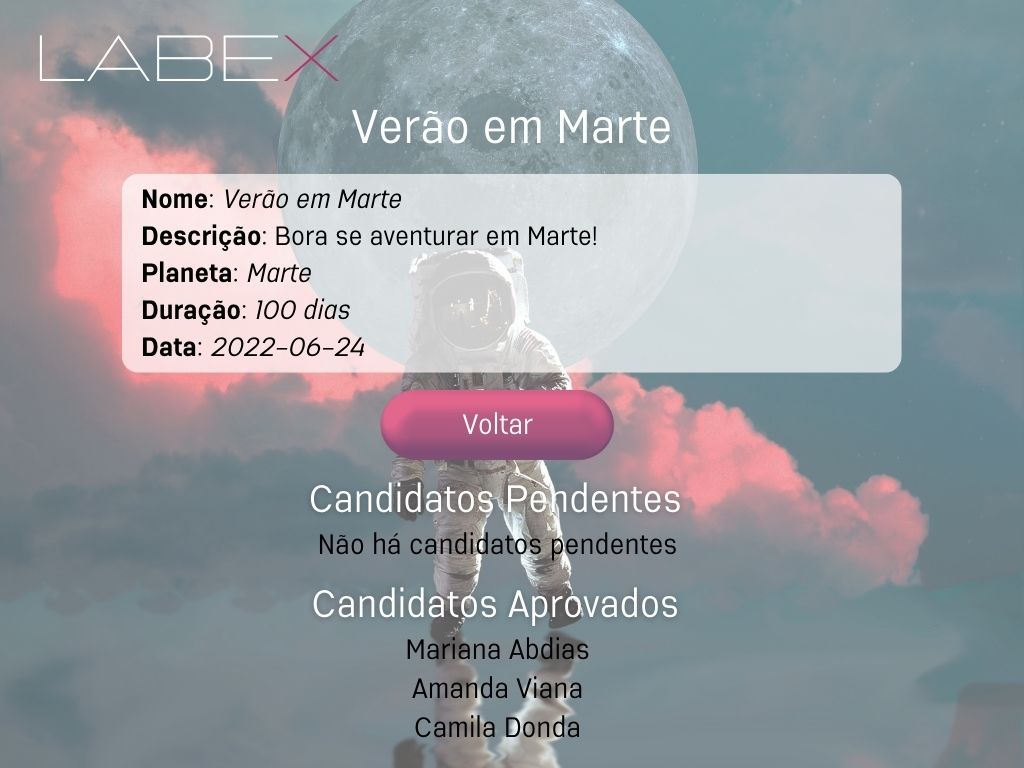 LABEX
Verão em Marte
Nome: Verão em Marte
Descrição: Bora se aventurar em Marte!
Planeta: Marte
Duração: 100 dias
Data: 2022-06-24
Voltar
Candidatos Pendentes
Não há candidatos pendentes
Candidatos Aprovados
Mariana Abdias
Amanda Viana
Camila Donda